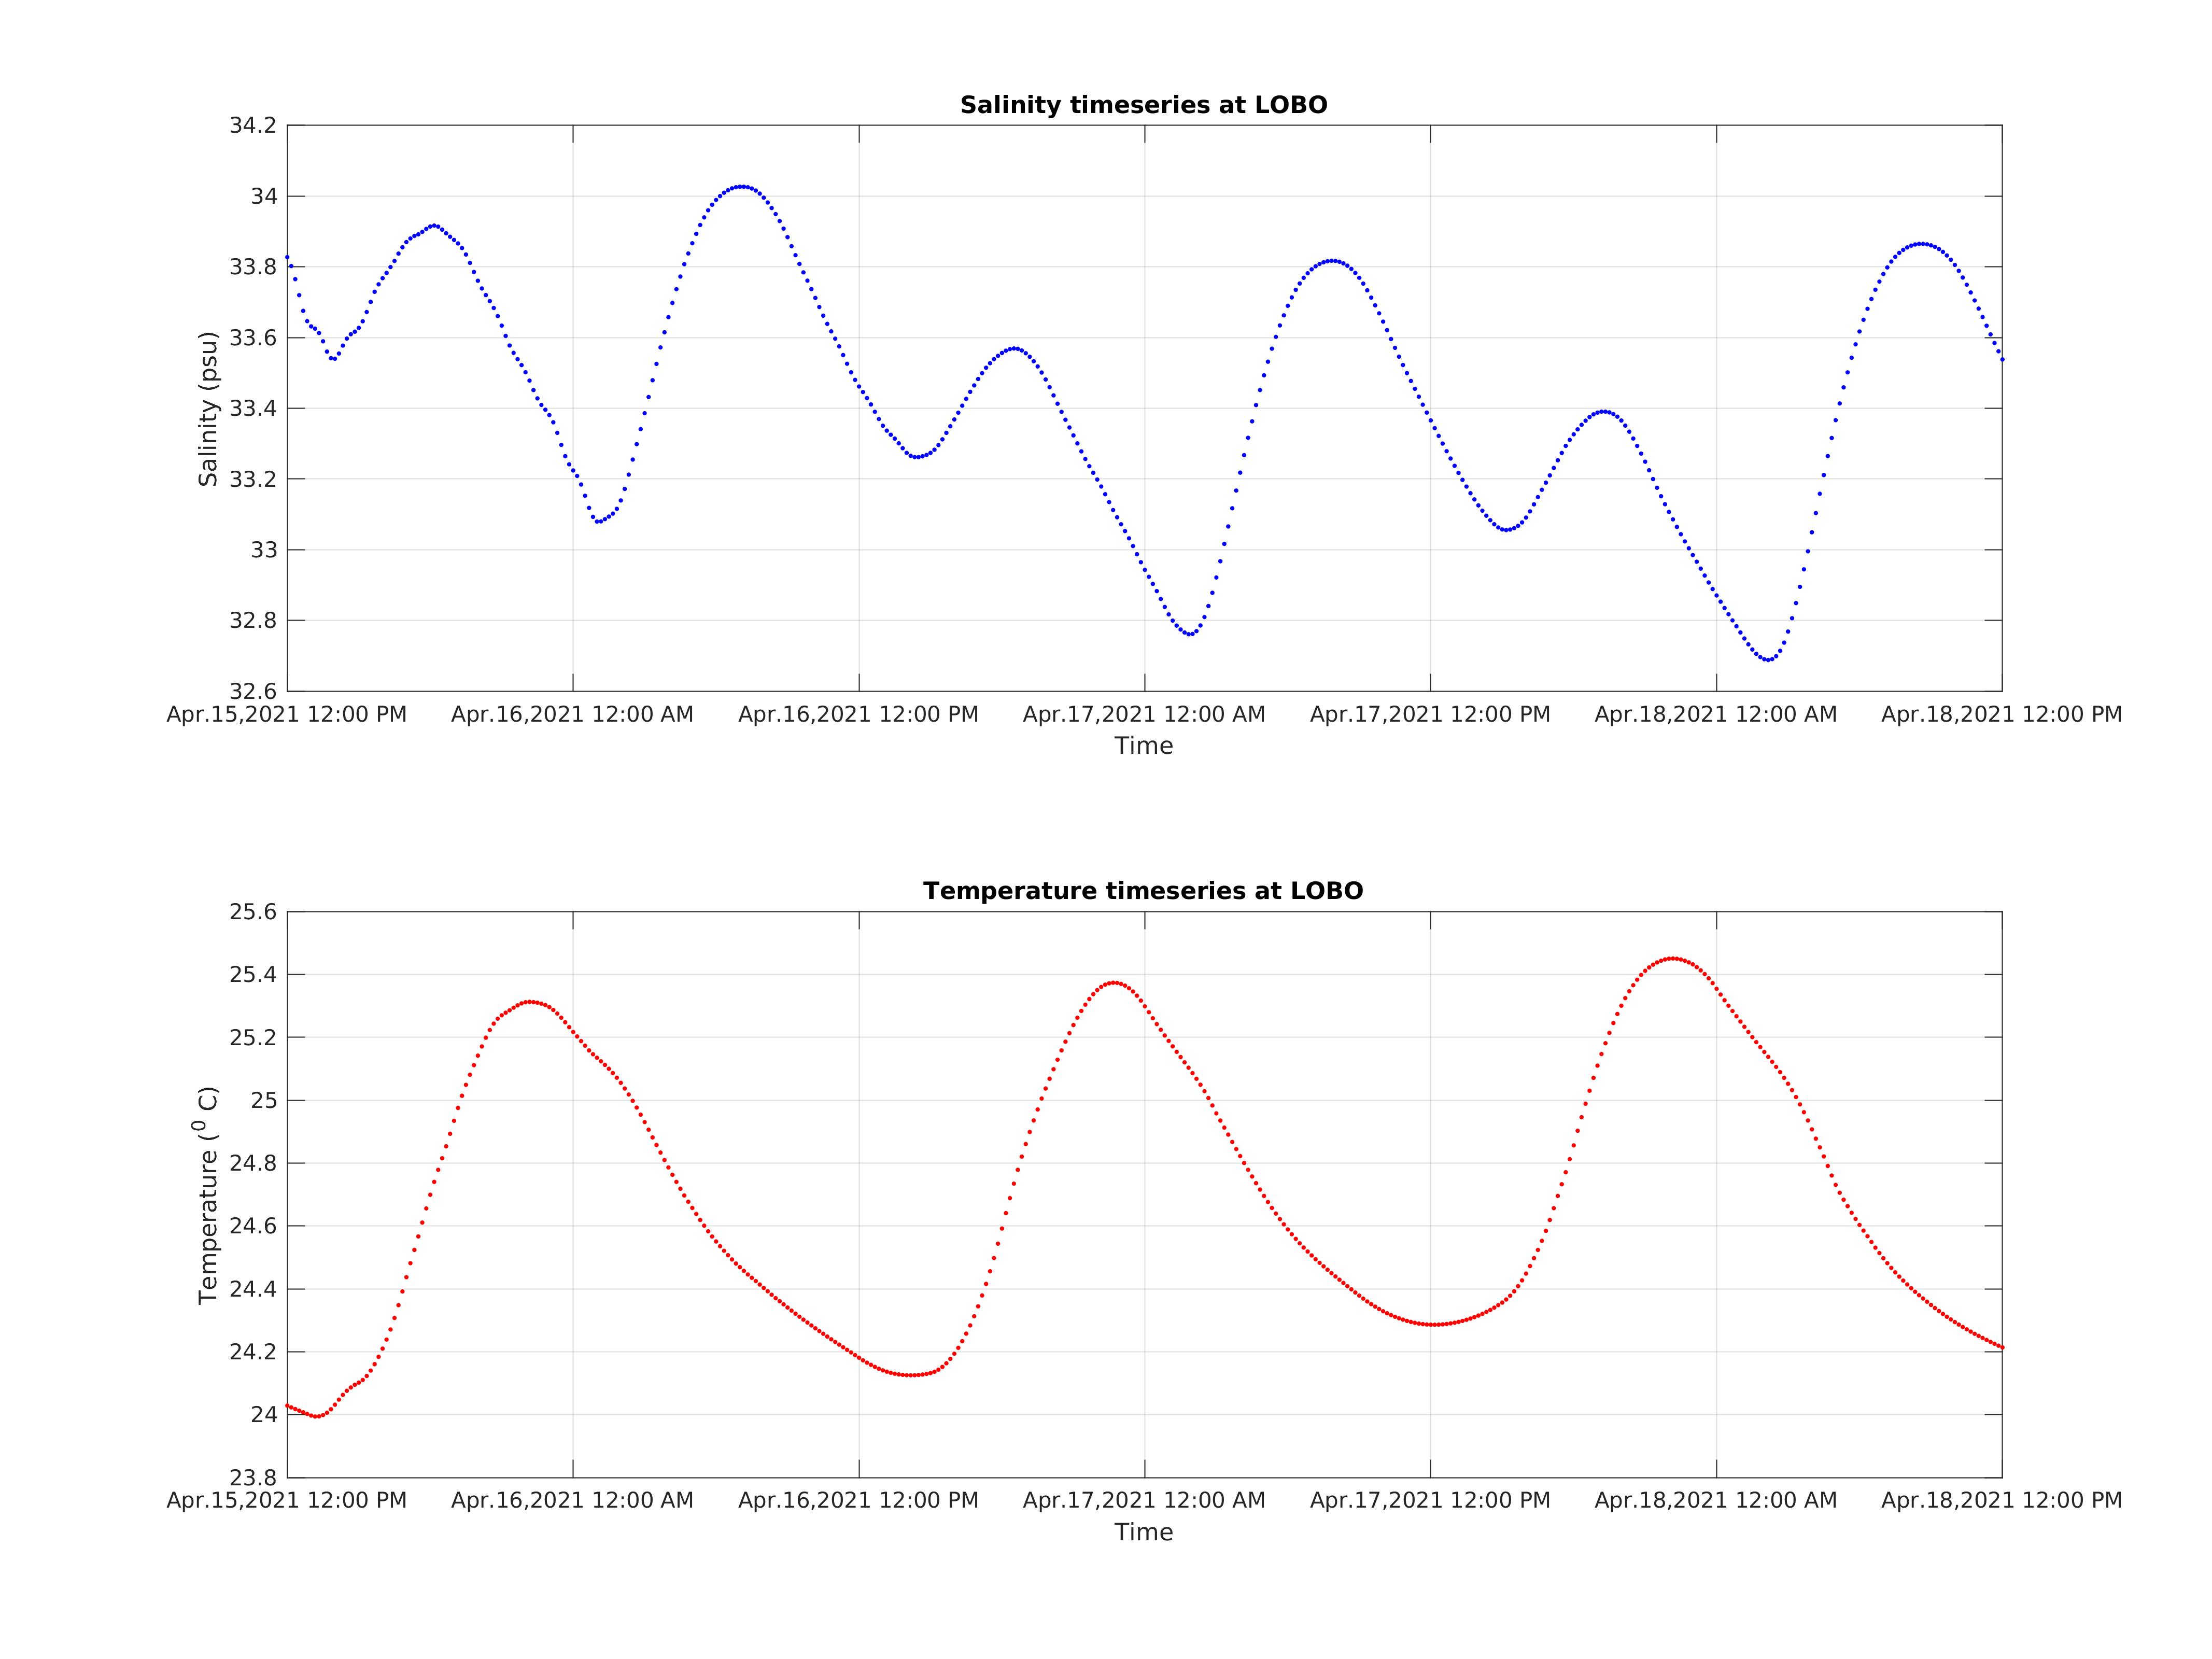 Salinity timeseries at LOBO
34.2
34
33.8
33.6
33.4
33.2
33
32.8
32.6
Salinity (psu)
Apr.15,2021 12:00 PM Apr.16,2021 12:00 AM Apr.16,2021 12:00 PM Apr.17,2021 12:00 AM Apr.17,2021 12:00 PM Apr.18,2021 12:00 AM Apr.18,2021 12:00 PM
Time
Temperature timeseries at LOBO
25.6
25.4
25.2
25
24.8
24.6
24.4
24.2
24
23.8
Temperature (⁰ C)
Apr.15,2021 12:00 PM Apr.16,2021 12:00 AM Apr.16,2021 12:00 PM Apr.17,2021 12:00 AM Apr.17,2021 12:00 PM Apr.18,2021 12:00 AM Apr.18,2021 12:00 PM
Time